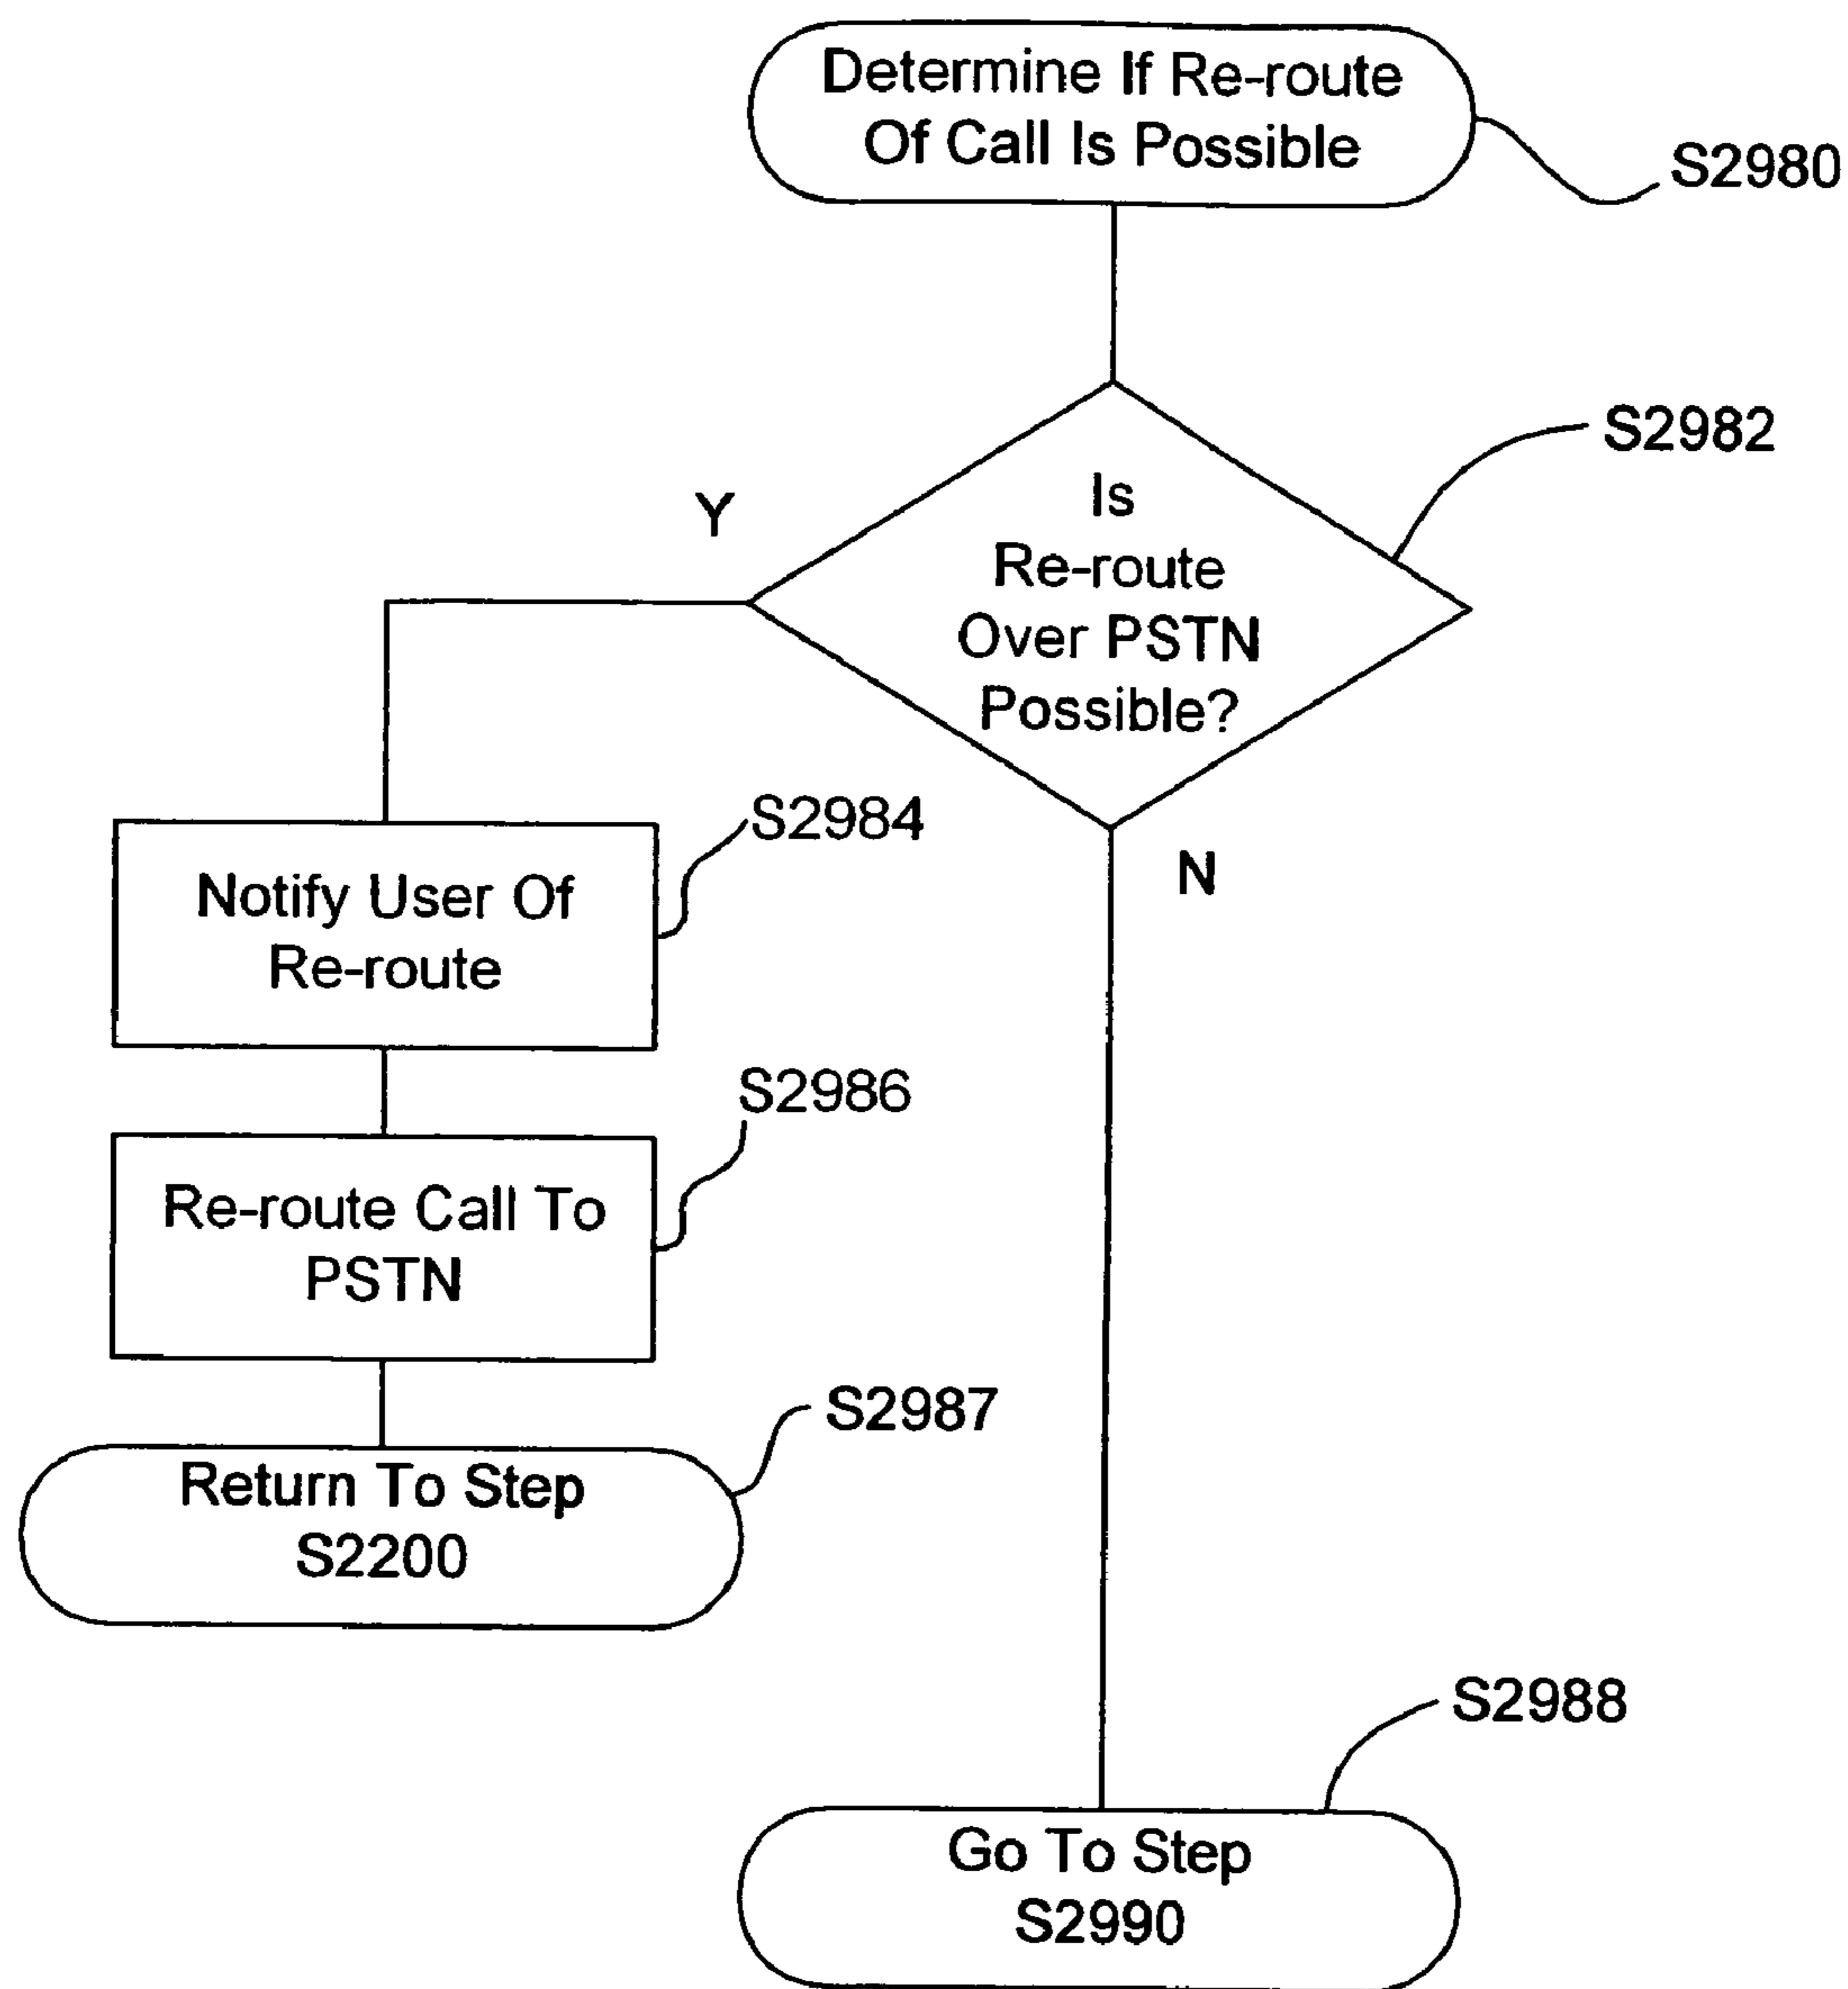 Determine If Re-route
Of Call Is Possible
S2980
S2982
Is
Re-route
Over PSTN
Possible?
Y
N
S2984
Notify User Of
Re-route
S2986
Re-route Call To
PSTN
S2987
Return To Step
S2200
S2988
Go To Step
S2990